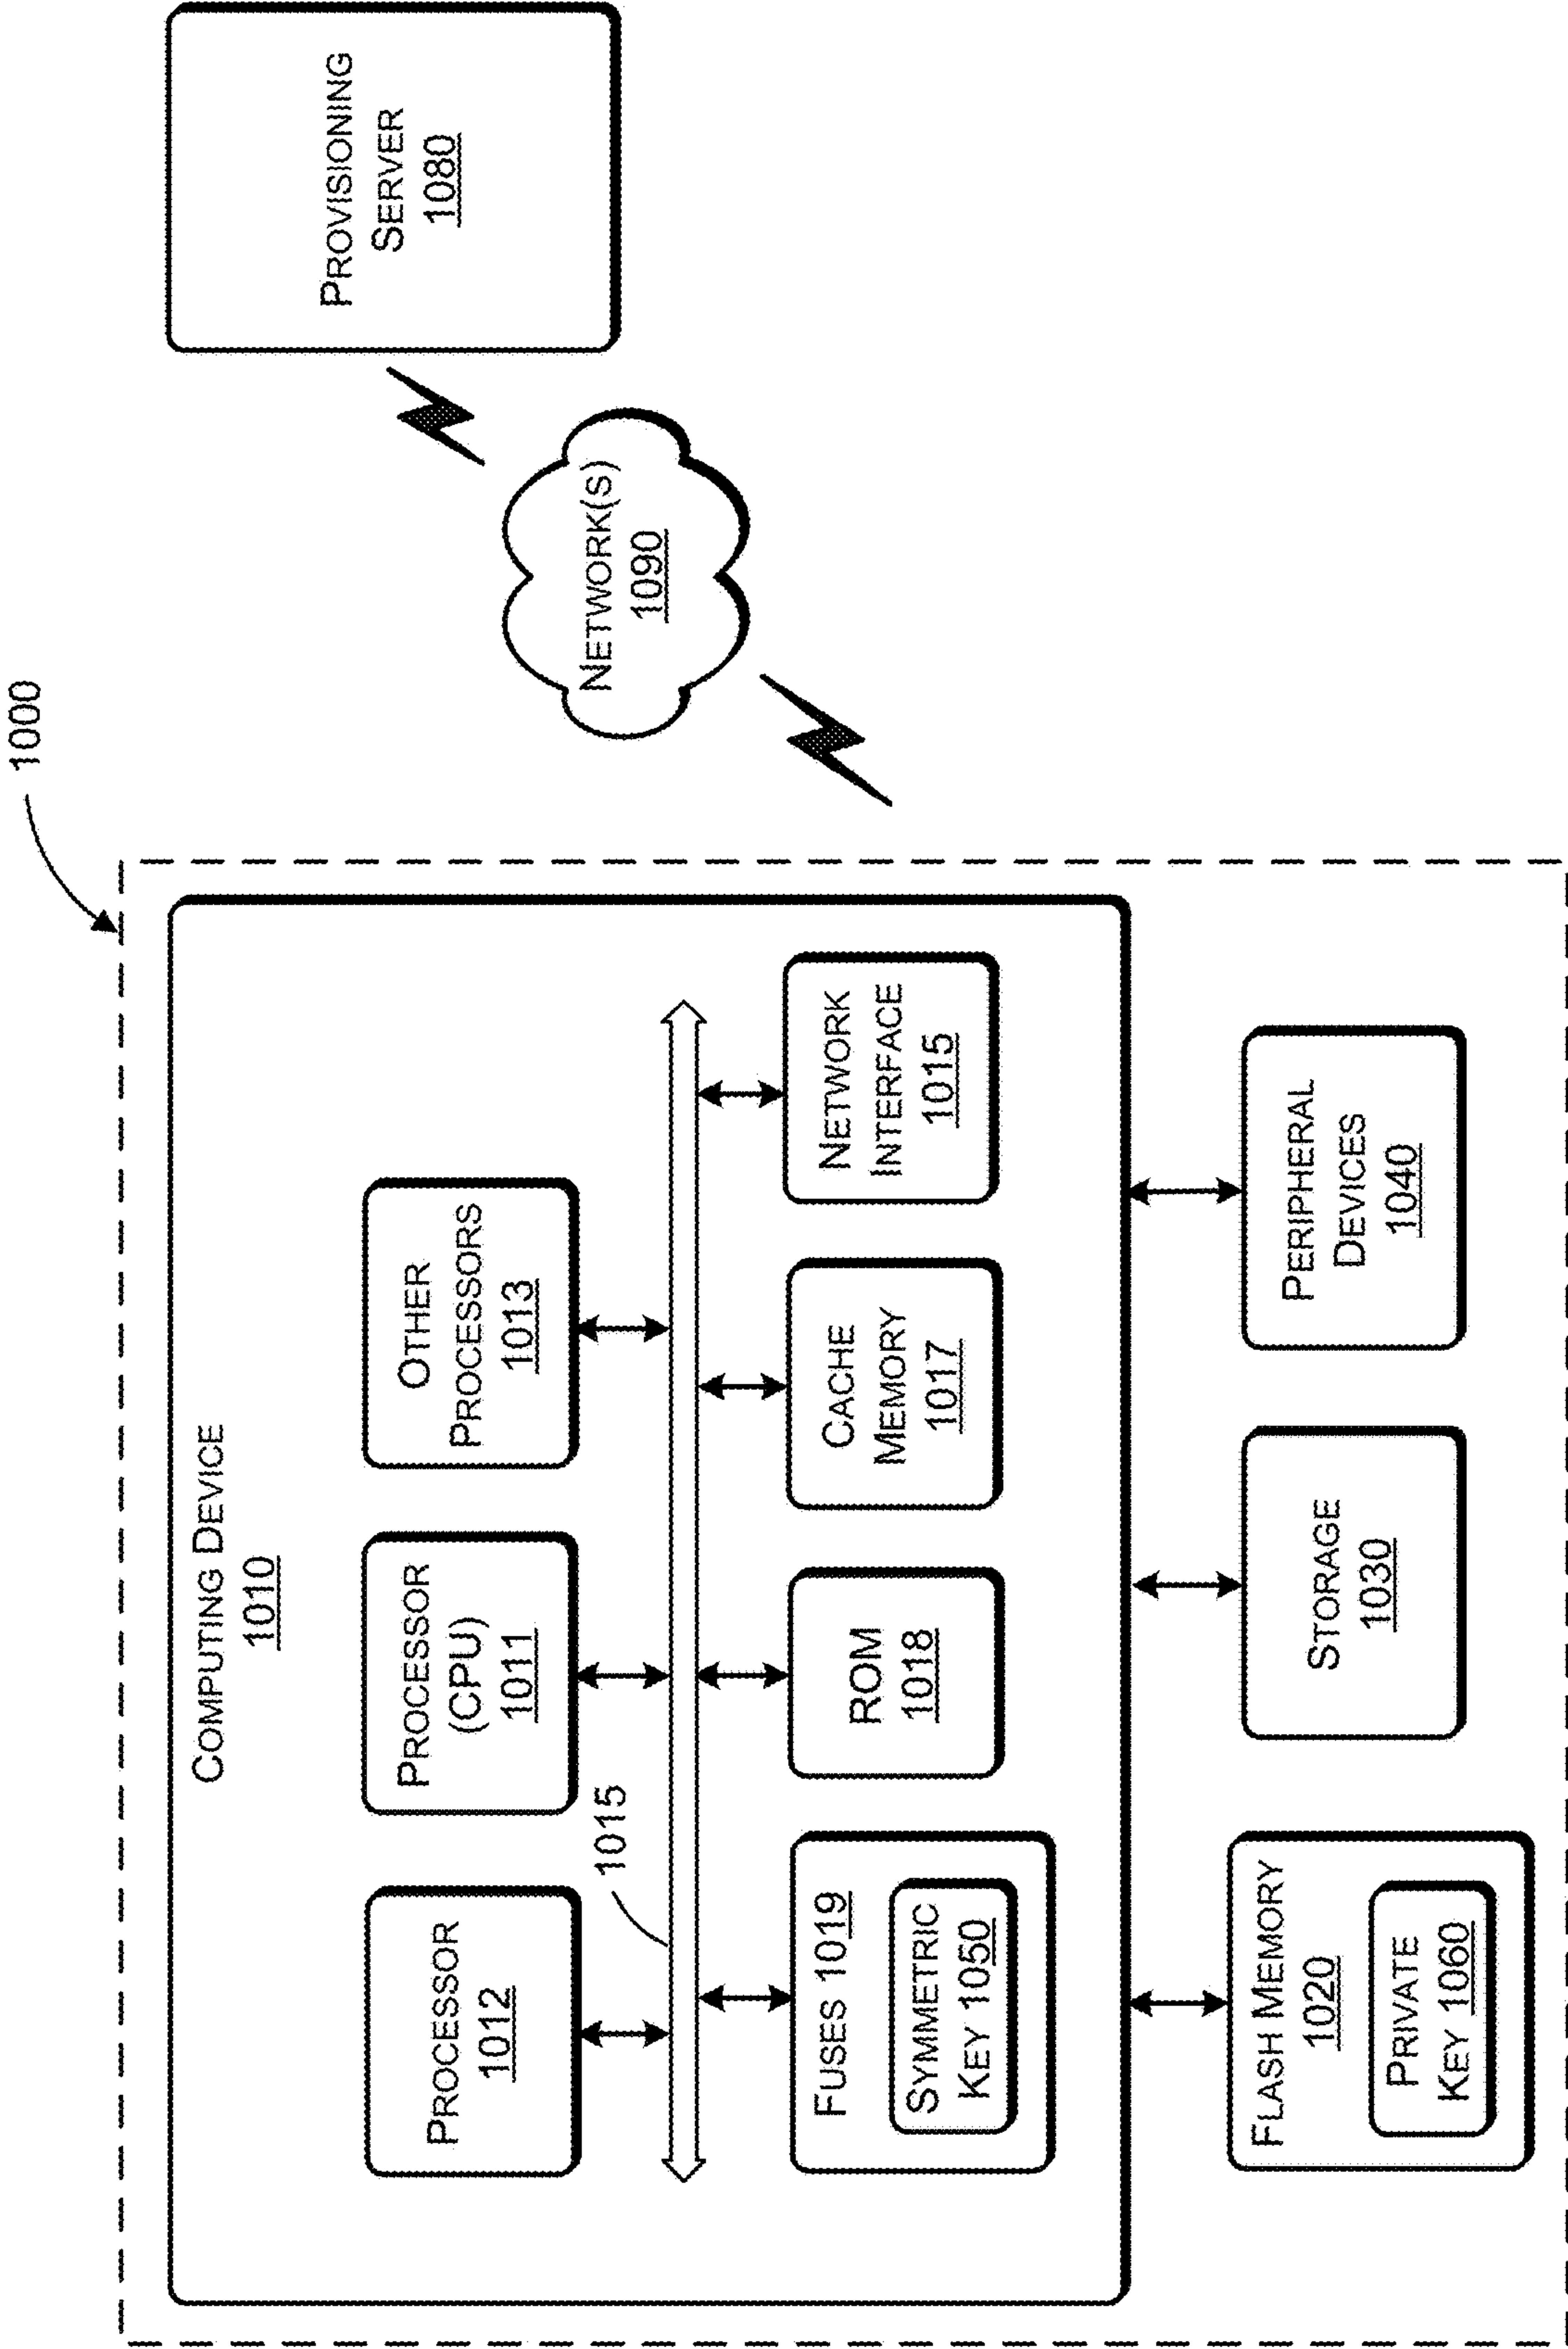 1000
COMPUTING DEVICE
1010
PROCESSOR
1012
PROCESSOR
(CPU)
1011
OTHER
PROCESSORS
1013
1015
FUSES 1019
SYMMETRIC
KEY 1050
ROM
1018
CACHE
MEMORY
1017
NETWORK
INTERFACE
1015
FLASH MEMORY
1020
PRIVATE
KEY 1060
STORAGE
1030
PERIPHERAL
DEVICES
1040
NETWORK(S)
1090
PROVISIONING
SERVER
1080